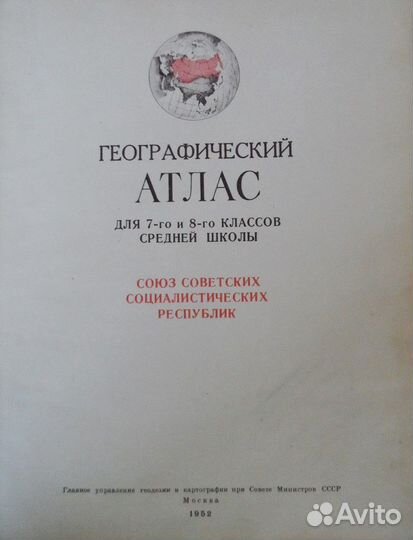 ГЕОГРАФИЧЕСКИЙ
АТЛАС
ДЛЯ 7-го и 8-го КЛАССОВ
СРЕДНЕЙ ШКОЛЫ
СОЮЗ СОВЕТСКИХ
СОЦИАЛИСТИЧЕСКИХ
РЕСПУБЛИК
Главное управление геодезии и картографии при Совете Министров СССР
Москва
1952
Avito